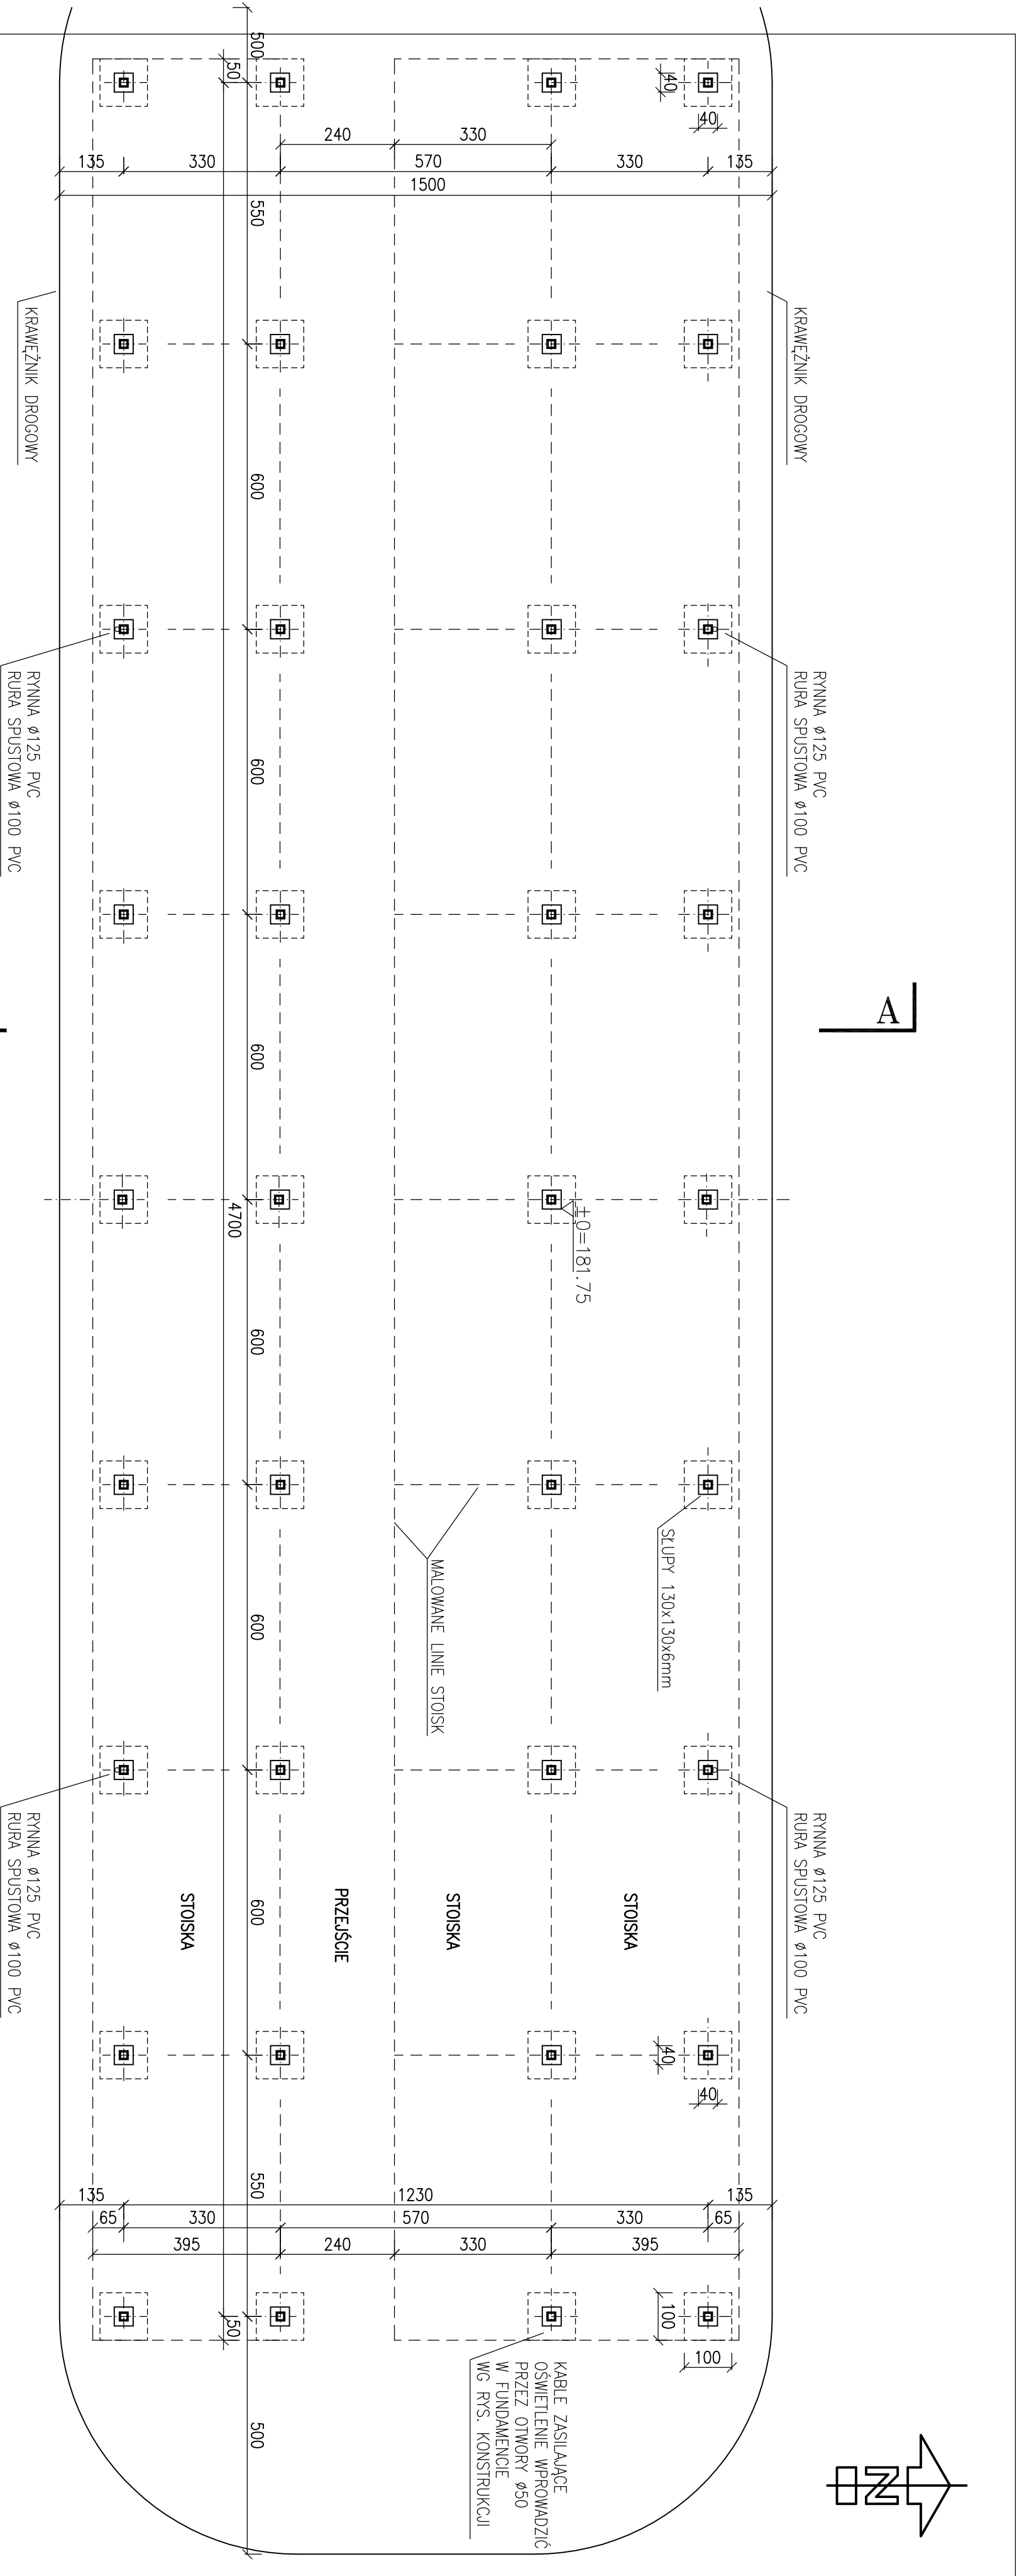 500
50
40
40
240
330
135
330
570
330
135
1500
550
KRAWĘŻNIK DROGOWY
KRAWĘŻNIK DROGOWY
600
RYNNA ø125 PVC
RURA SPUSTOWA ø100 PVC
RYNNA ø125 PVC
RURA SPUSTOWA ø100 PVC
600
A
600
4700
±0=181.75
600
SŁUPY 130x130x6mm
MALOWANE LINIE STOISK
600
RYNNA ø125 PVC
RURA SPUSTOWA ø100 PVC
RYNNA ø125 PVC
RURA SPUSTOWA ø100 PVC
STOISKA
PRZEJŚCIE
STOISKA
STOISKA
600
40
40
550
135
1230
135
65
330
570
330
65
395
240
330
395
50
100
100
KABLE ZASILAJĄCE
OŚWIETLENIE WPROWADZIĆ
PRZEZ OTWORY ø50
W FUNDAMENCIE
WG RYS. KONSTRUKCJI
500
N